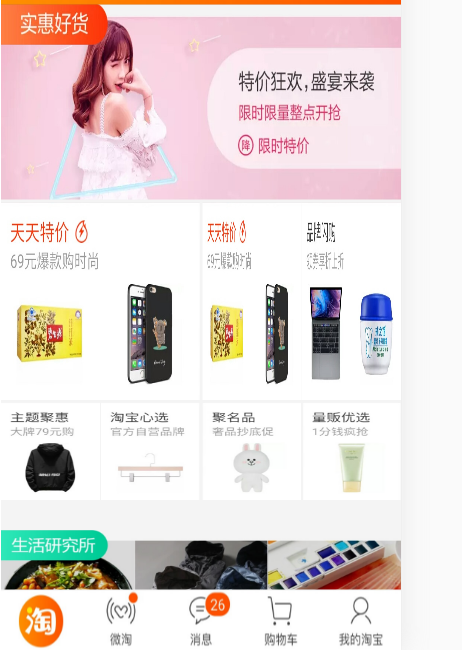 实惠好货
特价狂欢，盛宴来袭
限时限量整点开抢
降 限时特价
天天特价
69元爆款购时尚
天天特价
69元爆款购时尚
品牌闪购
主题聚惠
大牌79元购
淘宝心选
官方自营品牌
聚名品
奢品抄底促
量贩优选
1分钱疯抢
生活研究所
淘
微淘
26
消息
购物车
我的淘宝